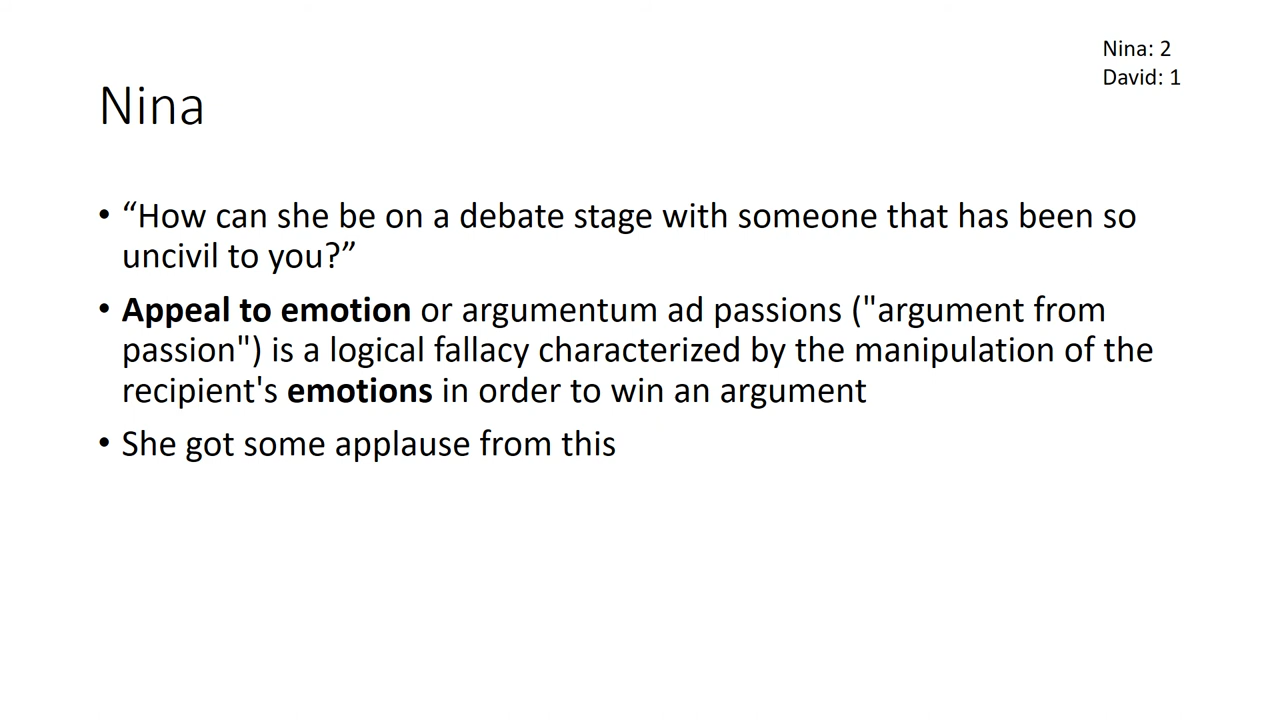 Nina: 2
David: 1
Nina
• “How can she be on a debate stage with someone that has been so
uncivil to you?”
• Appeal to emotion or argumentum ad passions ("argument from
passion") is a logical fallacy characterized by the manipulation of the
recipient's emotions in order to win an argument
• She got some applause from this